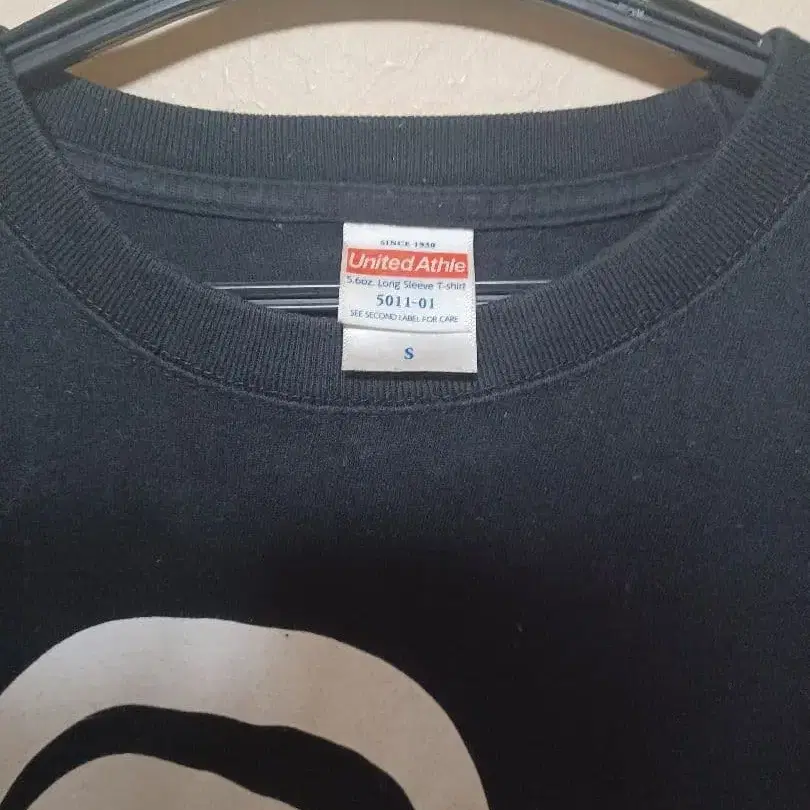 SINCE 1930
United Athle
5.6oz. Long Sleeve T-shirt
5011-01
SEE SECOND LABEL FOR CARE
S